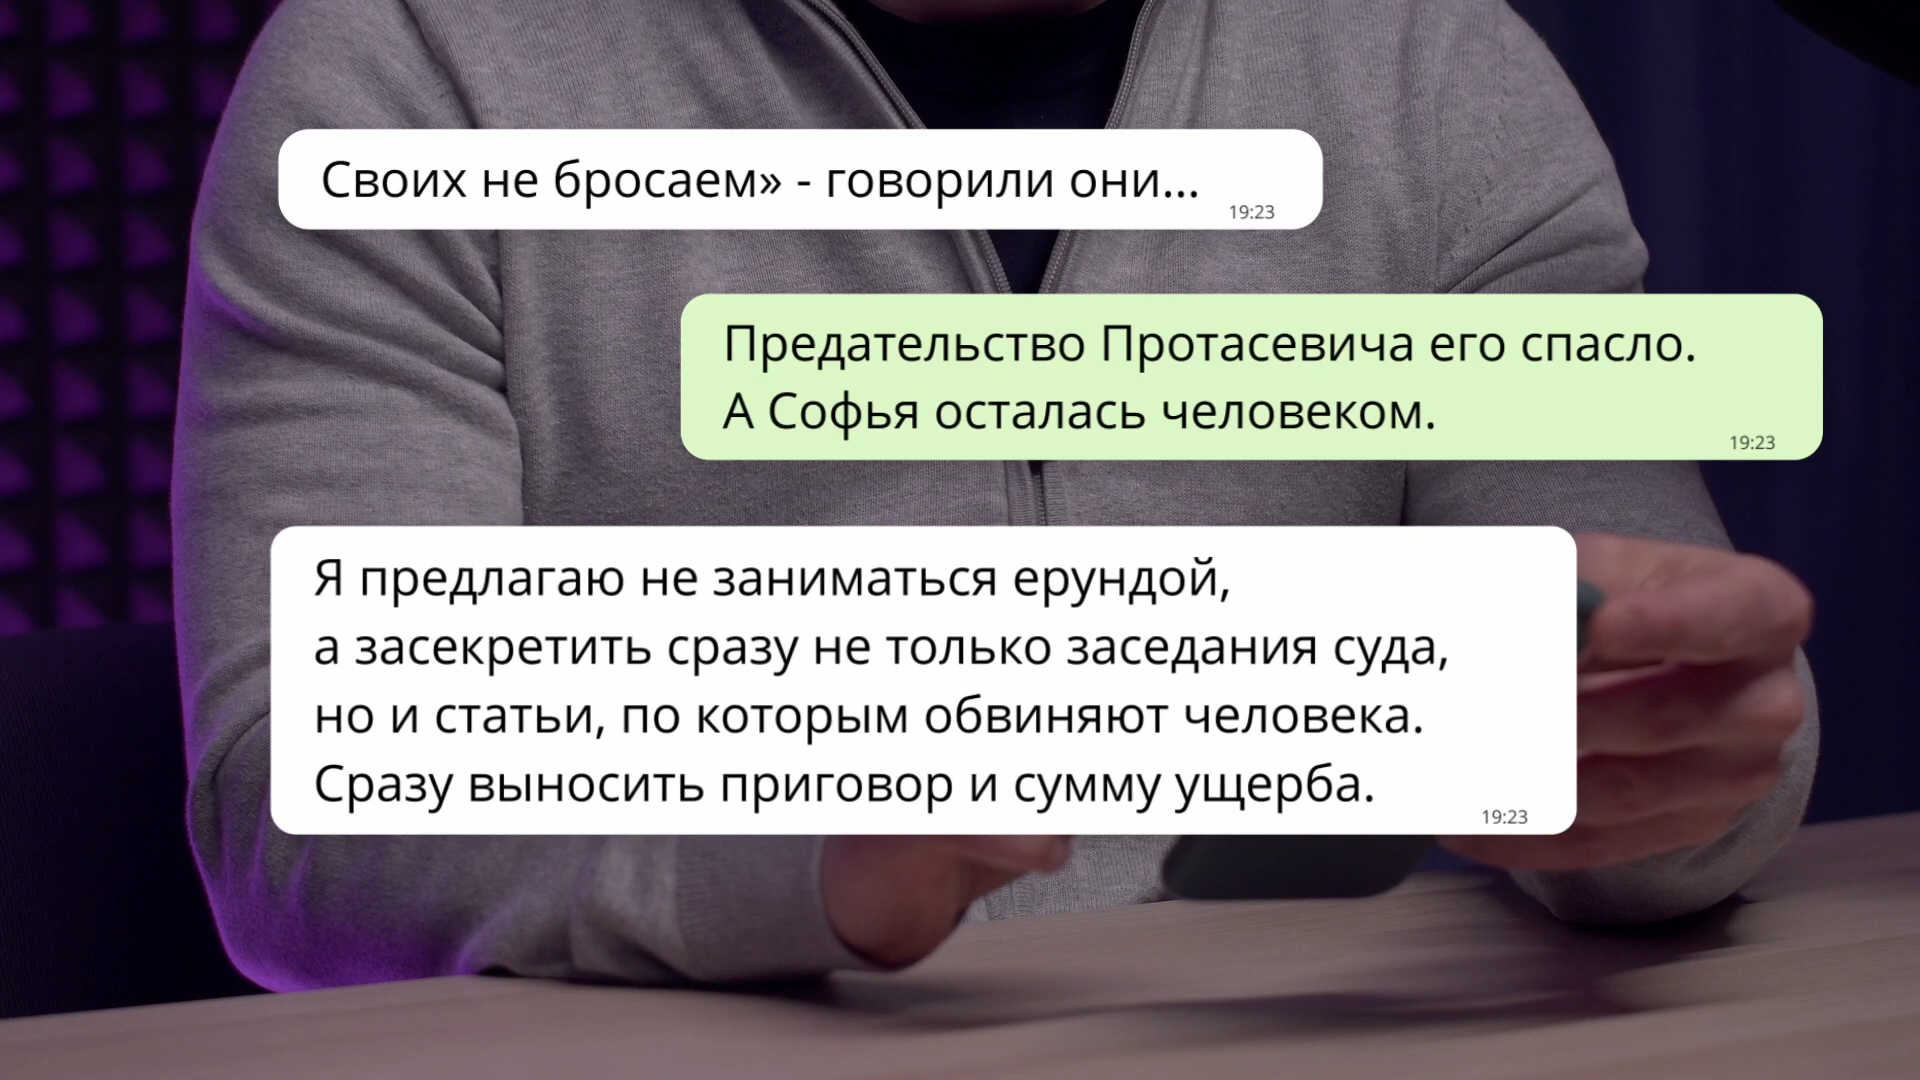 Своих не бросаем» - говорили они...
19:23
Предательство Протасевича его спасло.
А Софья осталась человеком.
19:23
Я предлагаю не заниматься ерундой,
а засекретить сразу не только заседания суда,
но и статьи, по которым обвиняют человека.
Сразу выносить приговор и сумму ущерба.
19:23